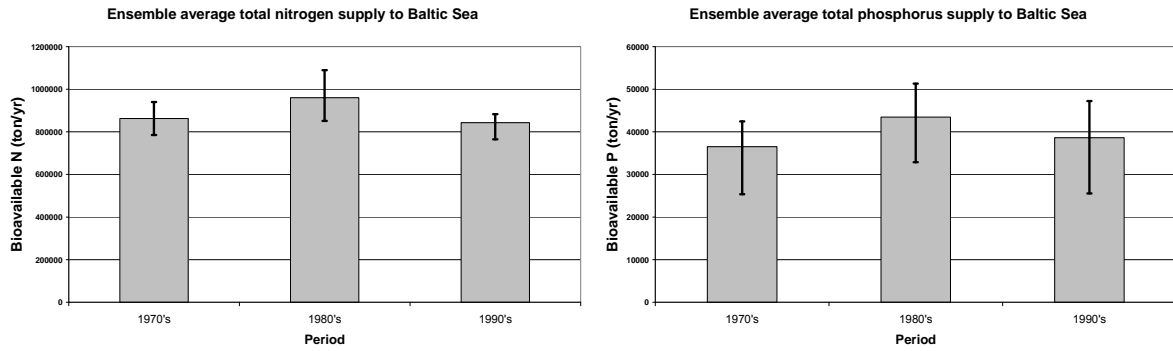 Ensemble average total nitrogen supply to Baltic Sea
Bioavailable N (ton/yr)
1200000
1000000
800000
600000
400000
200000
0
1970's 1980's 1990's
Period
Ensemble average total phosphorus supply to Baltic Sea
Bioavailable P (ton/yr)
60000
50000
40000
30000
20000
10000
0
1970's 1980's 1990's
Period